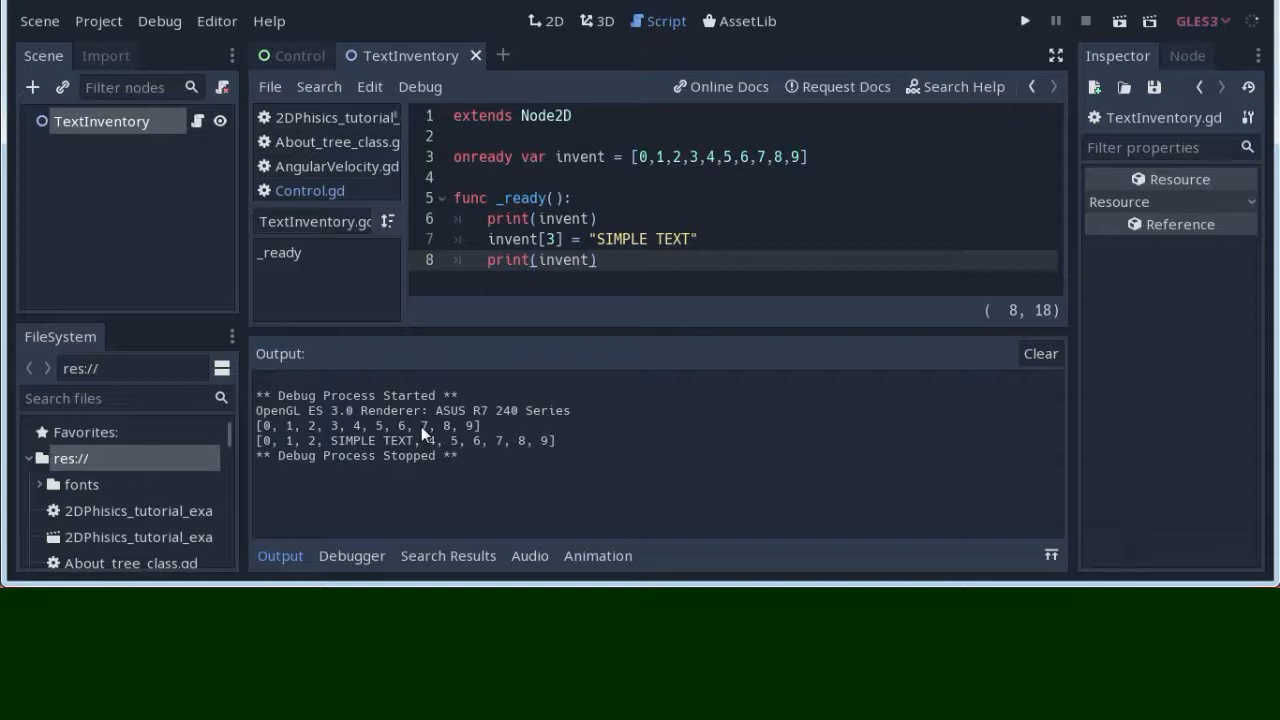 Scene Project Debug Editor Help 2D 3D Script AssetLib GLES3
Scene Import
Filter nodes
TextInventory
Control TextInventory
File Search Edit Debug Online Docs Request Docs Search Help
2DPhisics_tutorial_
About_tree_class.g
AngularVelocity.gd
Control.gd
TextInventory.gd
_ready
1 extends Node2D
2
3 onready var invent = [0,1,2,3,4,5,6,7,8,9]
4
5 func _ready():
6 print(invent)
7 invent[3] = "SIMPLE TEXT"
8 print(invent)
( 8, 18)
Inspector Node
TextInventory.gd
Filter properties
Resource
Resource
Reference
FileSystem
res://
Search files
Favorites:
res://
fonts
2DPhisics_tutorial_exa
2DPhisics_tutorial_exa
About_tree_class.gd
Output: Clear
** Debug Process Started **
OpenGL ES 3.0 Renderer: ASUS R7 240 Series
[0, 1, 2, 3, 4, 5, 6, 7, 8, 9]
[0, 1, 2, SIMPLE TEXT, 4, 5, 6, 7, 8, 9]
** Debug Process Stopped **
Output Debugger Search Results Audio Animation